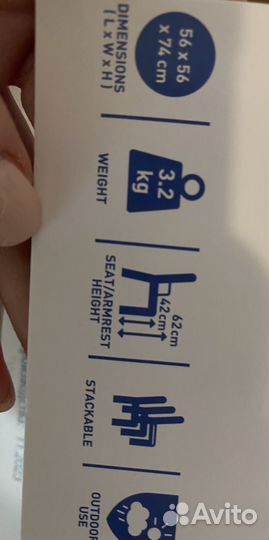 56 x 56
x 74 cm
DIMENSIONS
( L x W x H )
3.2
kg
WEIGHT
62cm
42cm
SEAT/ARMREST
HEIGHT
STACKABLE
OUTDOOR
USE
Avito